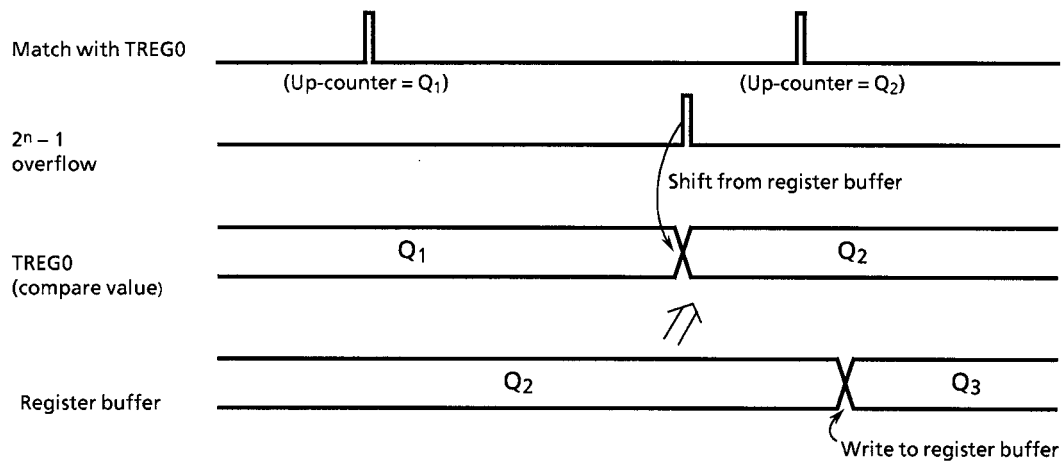 Match with TREG0
(Up-counter = Q₁)
(Up-counter = Q₂)
2ⁿ – 1
overflow
Shift from register buffer
TREG0
(compare value)
Q₁
Q₂
Register buffer
Q₂
Q₃
Write to register buffer